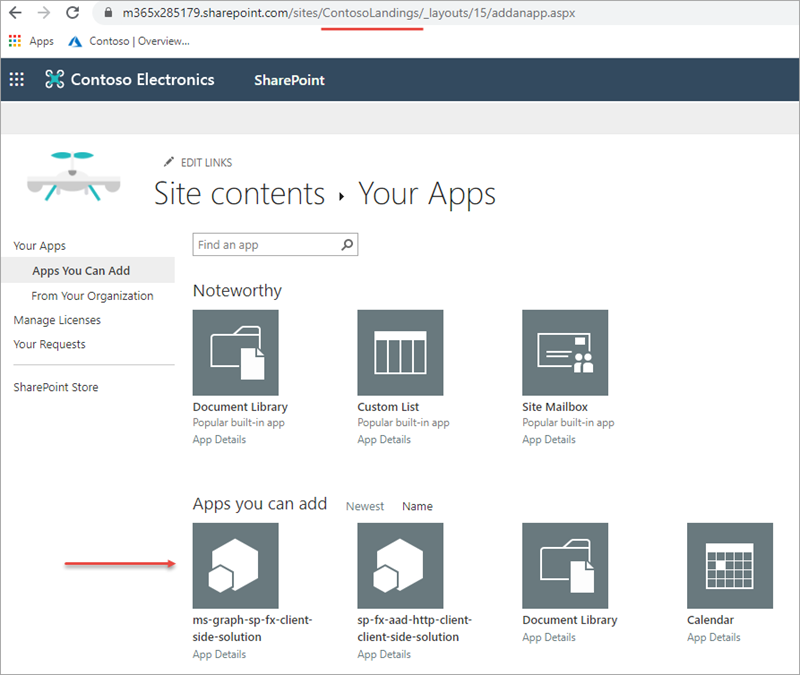 m365x285179.sharepoint.com/sites/ContosoLandings/_layouts/15/addanapp.aspx
Apps Contoso | Overview...
Contoso Electronics SharePoint
EDIT LINKS
Site contents Your Apps
Your Apps
Apps You Can Add
From Your Organization
Manage Licenses
Your Requests
SharePoint Store
Find an app
Noteworthy
Document Library Custom List Site Mailbox
Popular built-in app Popular built-in app Popular built-in app
App Details App Details App Details
Apps you can add Newest Name
ms-graph-sp-fx-client- sp-fx-aad-http-client- Document Library Calendar
side-solution client-side-solution App Details App Details
App Details App Details